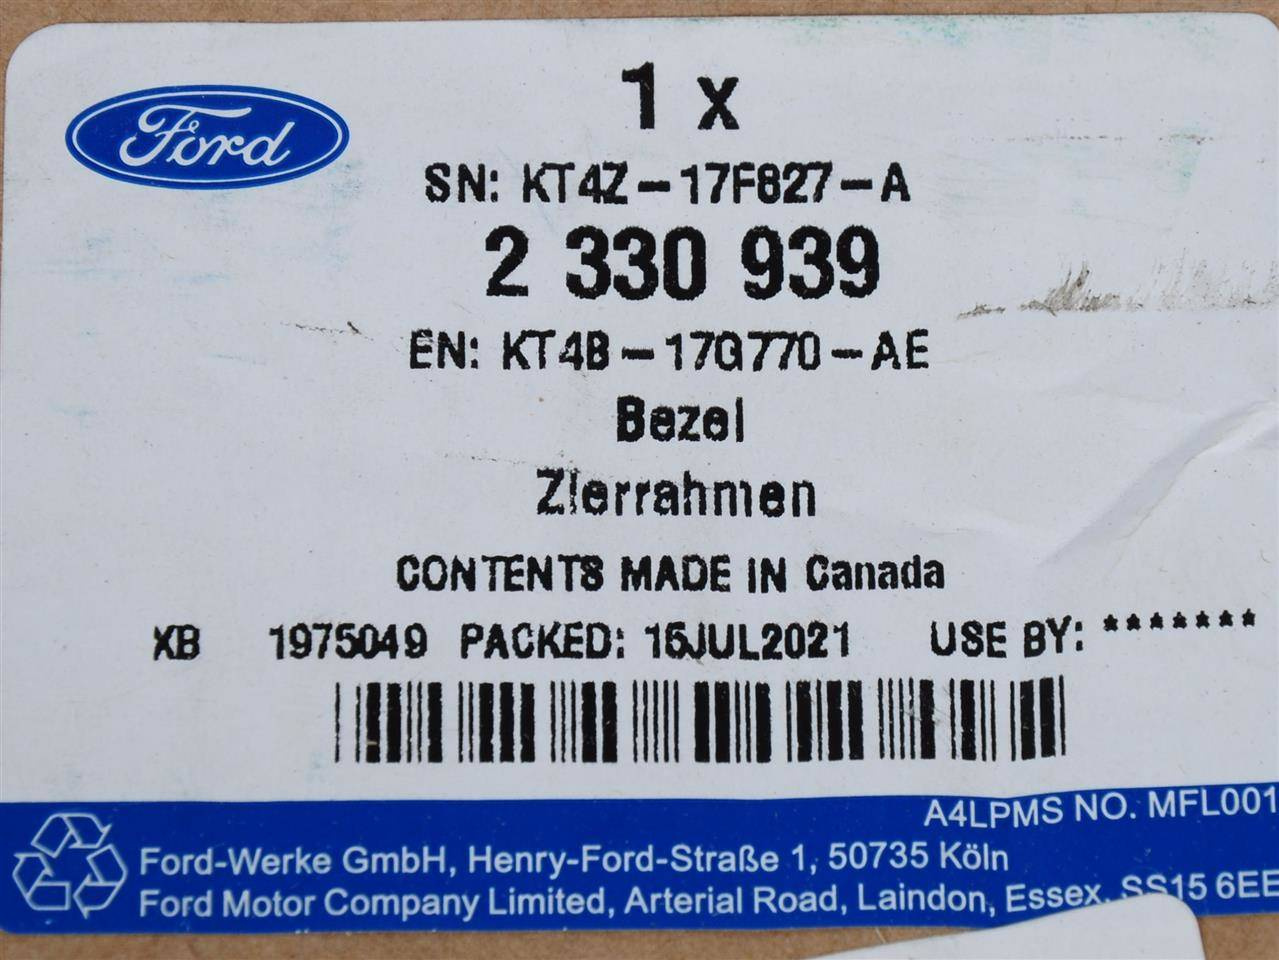 Ford
1 x
SN: KT4Z-17F827-A
2 330 939
EN: KT4B-17G770-AE
Bezel
Zierrahmen
CONTENTS MADE IN Canada
XB 1975049 PACKED: 15JUL2021 USE BY: *******
A4LPMS NO. MFL001
Ford-Werke GmbH, Henry-Ford-Straße 1, 50735 Köln
Ford Motor Company Limited, Arterial Road, Laindon, Essex. SS15 6EE